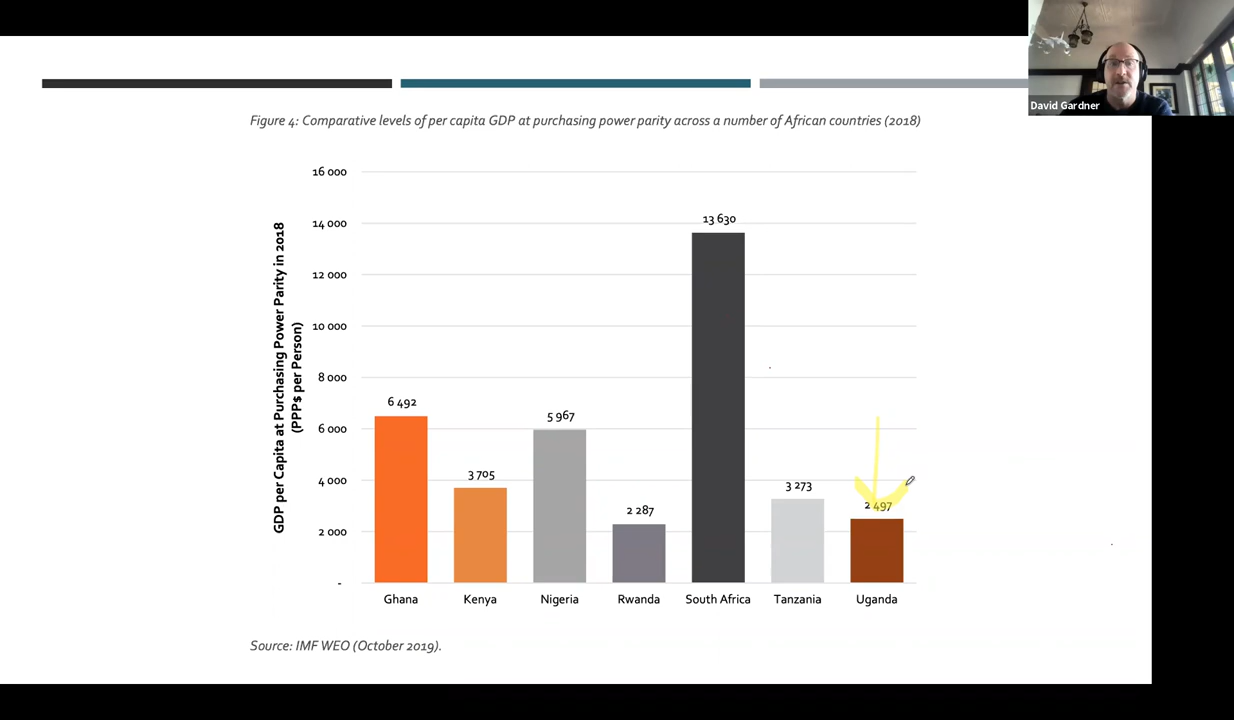 David Gardner
Figure 4: Comparative levels of per capita GDP at purchasing power parity across a number of African countries (2018)
GDP per Capita at Purchasing Power Parity in 2018
(PPP$ per Person)
16 000
14 000
12 000
10 000
8 000
6 000
4 000
2 000
-
6 492
3 705
5 967
2 287
13 630
3 273
2 497
Ghana
Kenya
Nigeria
Rwanda
South Africa
Tanzania
Uganda
Source: IMF WEO (October 2019).